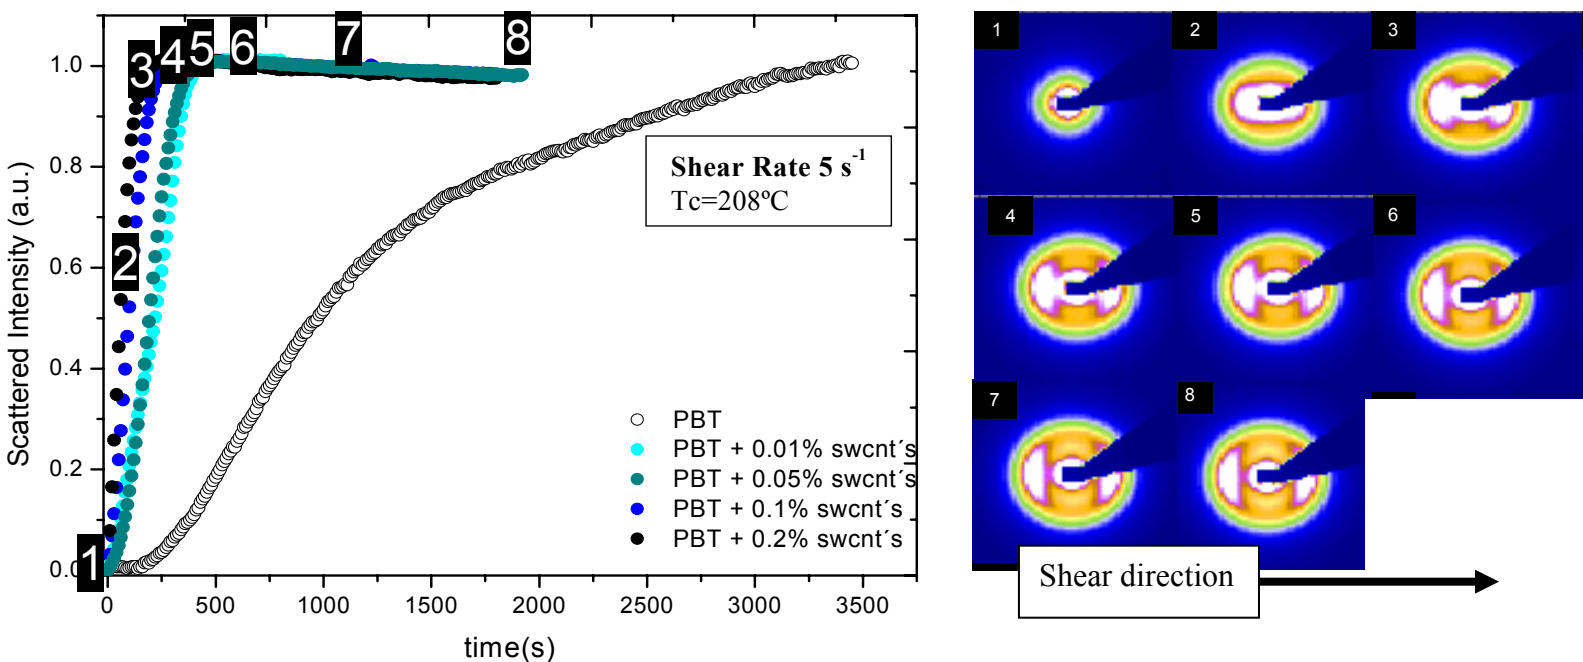 Scattered Intensity (a.u.)
1.0
0.8
0.6
0.4
0.2
0.0
1
2
3
4
5
6
7
8
Shear Rate 5 s⁻¹
Tc=208ºC
PBT
PBT + 0.01% swcnt´s
PBT + 0.05% swcnt´s
PBT + 0.1% swcnt´s
PBT + 0.2% swcnt´s
0 500 1000 1500 2000 2500 3000 3500
time(s)
1 2 3
4 5 6
7 8
Shear direction